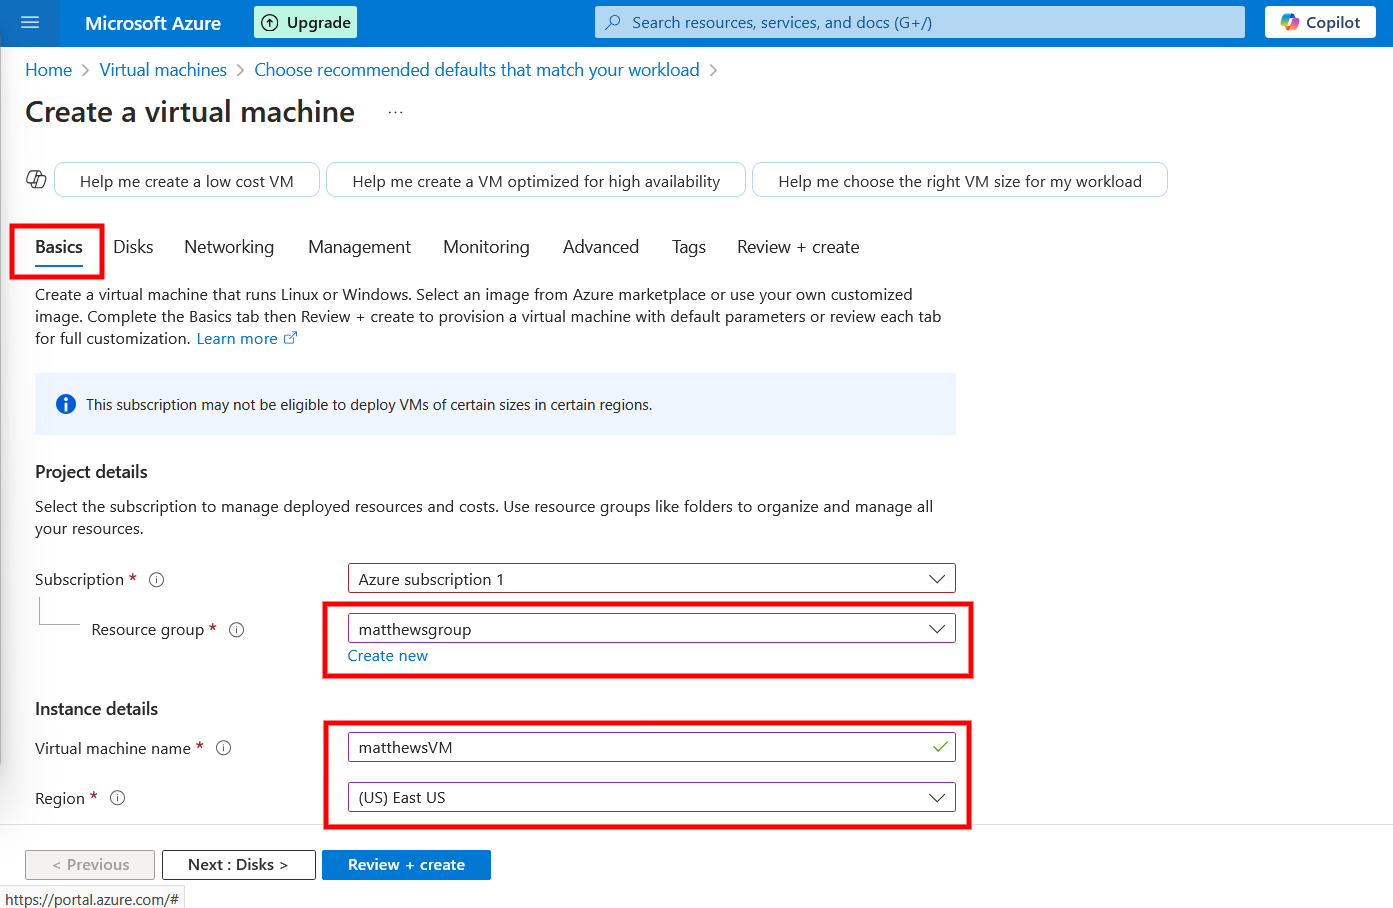 Microsoft Azure
Upgrade
Search resources, services, and docs (G+/)
Copilot
Home > Virtual machines > Choose recommended defaults that match your workload >
Create a virtual machine ...
Help me create a low cost VM
Help me create a VM optimized for high availability
Help me choose the right VM size for my workload
Basics
Disks
Networking
Management
Monitoring
Advanced
Tags
Review + create
Create a virtual machine that runs Linux or Windows. Select an image from Azure marketplace or use your own customized
image. Complete the Basics tab then Review + create to provision a virtual machine with default parameters or review each tab
for full customization. Learn more
This subscription may not be eligible to deploy VMs of certain sizes in certain regions.
Project details
Select the subscription to manage deployed resources and costs. Use resource groups like folders to organize and manage all
your resources.
Subscription *
Azure subscription 1
Resource group *
matthewsgroup
Create new
Instance details
Virtual machine name *
matthewsVM
Region *
(US) East US
< Previous
Next : Disks >
Review + create
https://portal.azure.com/#